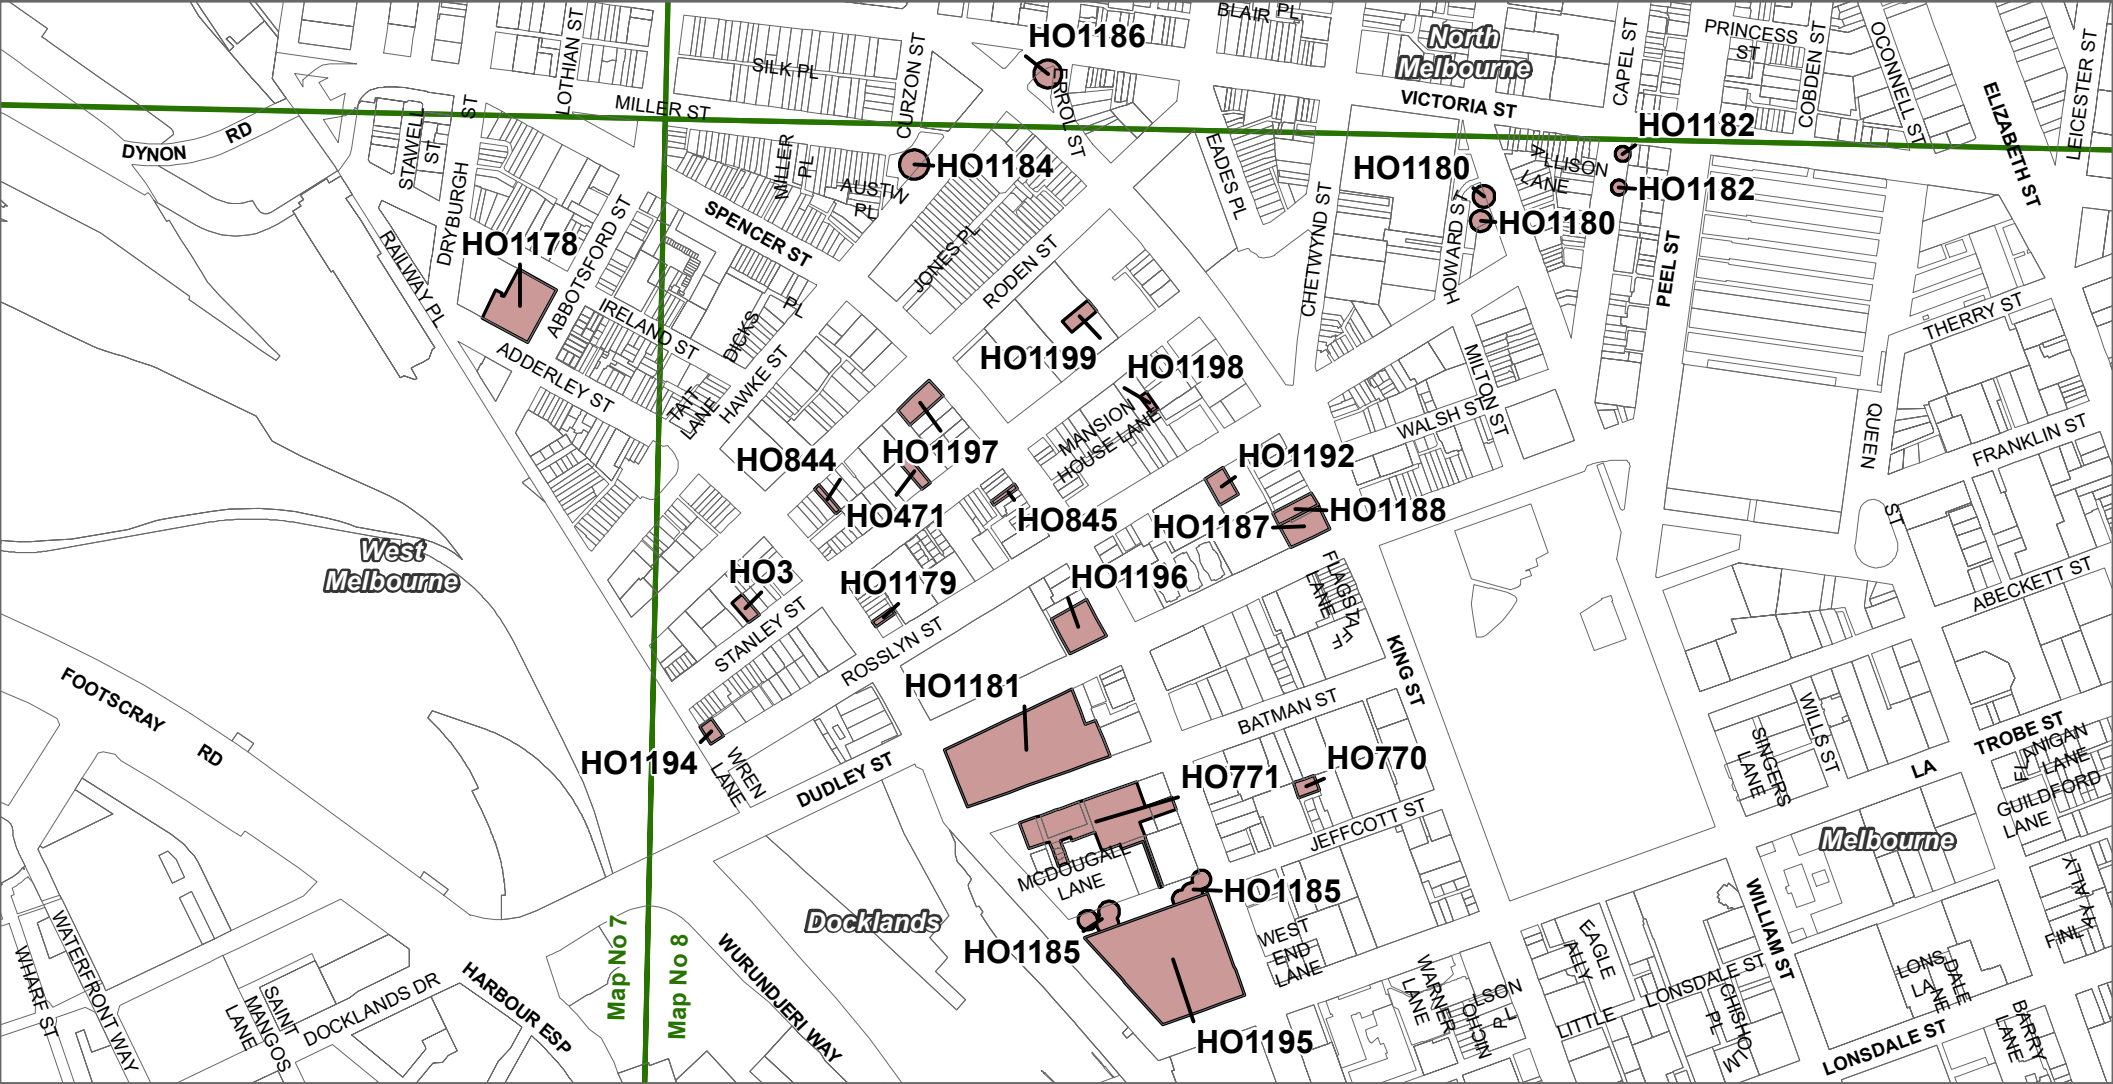 BLAIR PL
HO1186
North
Melbourne
PRINCESS
ST
LOTHIAN ST
SILK PL
CURZON ST
CAPEL ST
COBDEN ST
OCONNELL ST
ELIZABETH ST
LEICESTER ST
MILLER ST
VICTORIA ST
ERROL ST
DYNON RD
STAWELL
ST
DRYBURGH ST
MILLER
PL
HO1184
AUSTIN
PL
EADES PL
HO1182
ALLISON
LANE
HO1180
HO1182
HO1180
SPENCER ST
HO1178
ABBOTSFORD ST
RAILWAY PL
JONES PL
RODEN ST
CHETWYND ST
HOWARD ST
PEEL ST
IRELAND ST
DICKS
PL
THERRY ST
ADDERLEY ST
HAWKE ST
TAIT
LANE
HO1199
HO1198
MILTON ST
WALSH ST
MANSION
HOUSE LANE
QUEEN
ST
FRANKLIN ST
HO844
HO1197
HO471
HO845
HO1192
HO1188
HO1187
West
Melbourne
HO3
HO1179
HO1196
FLAGSTAFF
LANE
ABECKETT ST
STANLEY ST
ROSSLYN ST
HO1181
KING ST
BATMAN ST
FOOTSCRAY
RD
HO1194
WREN
LANE
DUDLEY ST
HO771
HO770
JEFFCOTT ST
WILLS ST
SINGERS
LANE
LA TROBE ST
FLANIGAN
LANE
GUILDFORD
LANE
Melbourne
MCDOUGALL
LANE
HO1185
HO1185
Docklands
WEST
END
LANE
WILLIAM ST
EAGLE
ALLY
FINLAY ALLY
WATERFRONT WAY
WHARF ST
SAINT
MANGOS
LANE
DOCKLANDS DR
HARBOUR ESP
Map No 7
Map No 8
WURUNDJERI WAY
HO1195
WARNER
LANE
NICHOLSON
PL
LITTLE LONSDALE ST
CHISHOLM
PL
LONSDALE
LANE
LONSDALE ST
BARRY
LANE